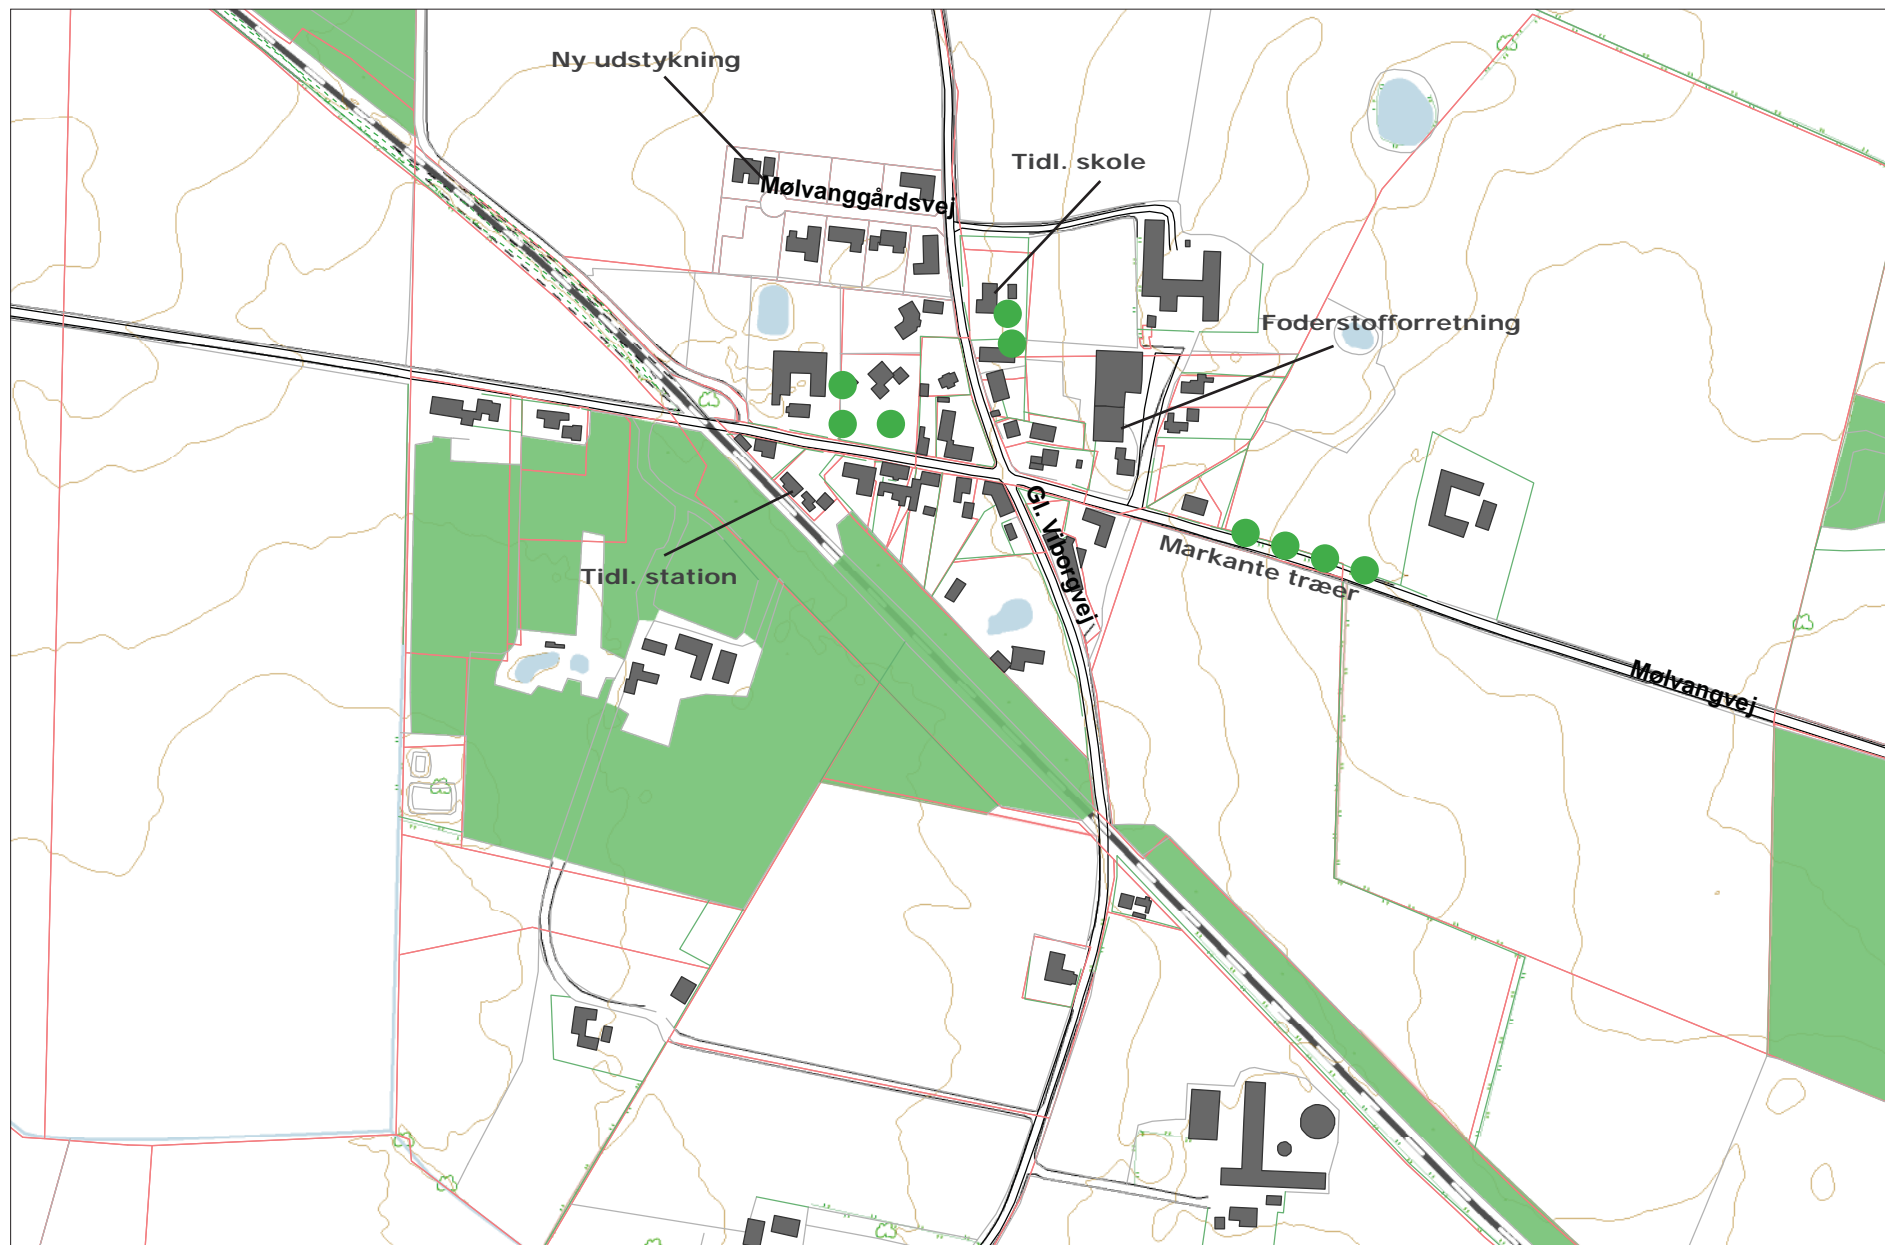 Ny udstykning
Tidl. skole
Mølvanggårdsvej
Foderstofforretning
Gl. Viborgvej
Markante træer
Tidl. station
Mølvangvej